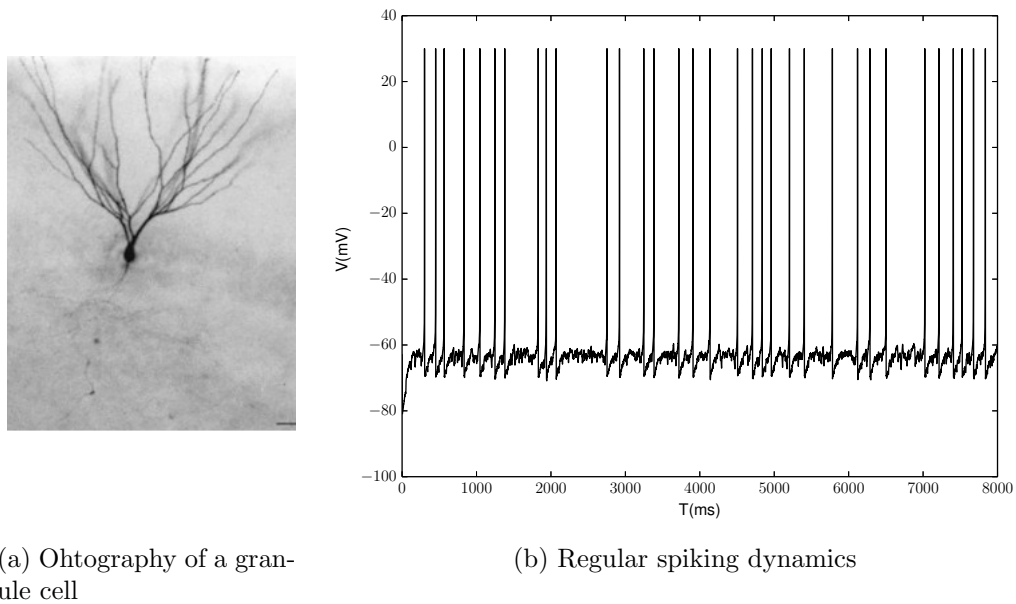 40
20
0
−20
−40
−60
−80
−100
V(mV)
0 1000 2000 3000 4000 5000 6000 7000 8000
T(ms)
(a) Ohtography of a gran-
ule cell
(b) Regular spiking dynamics